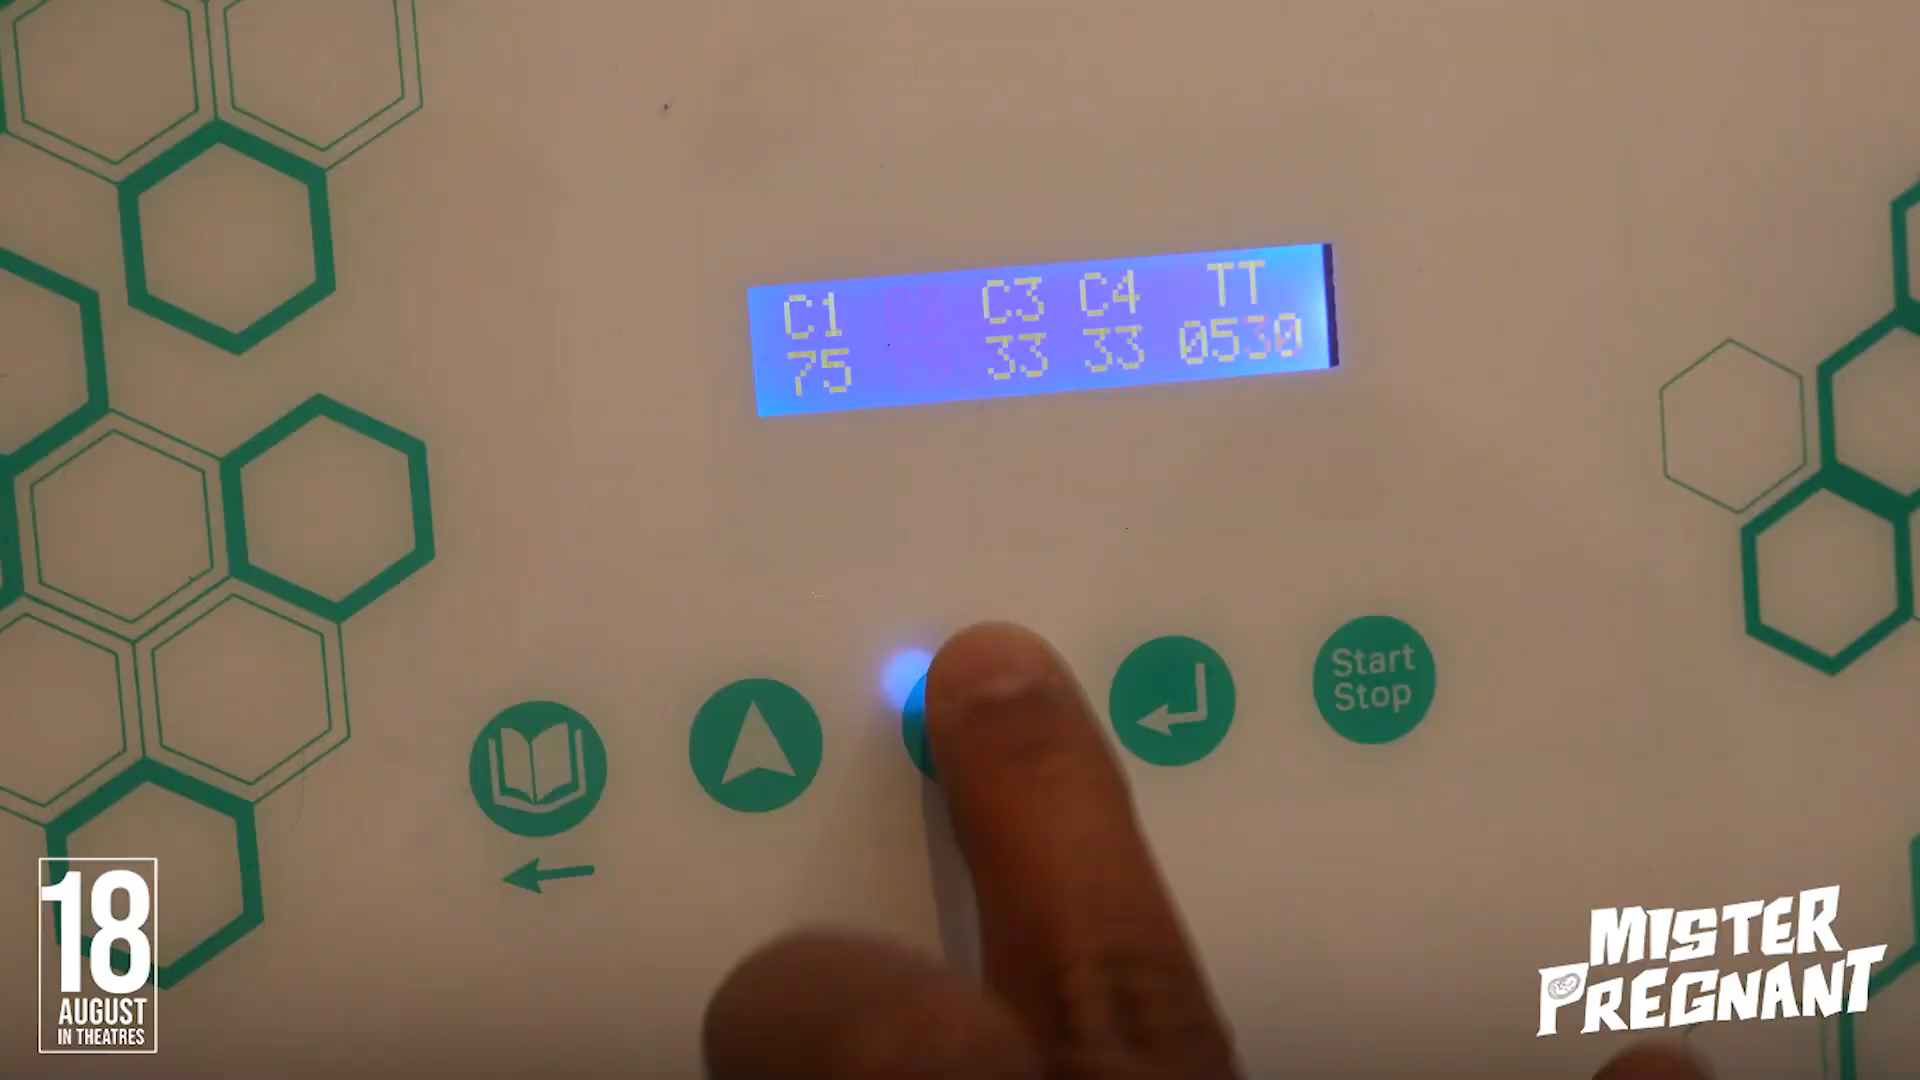 C1 C3 C4 TT
75 33 33 0530
Start
Stop
18
AUGUST
IN THEATRES
MISTER
PREGNANT